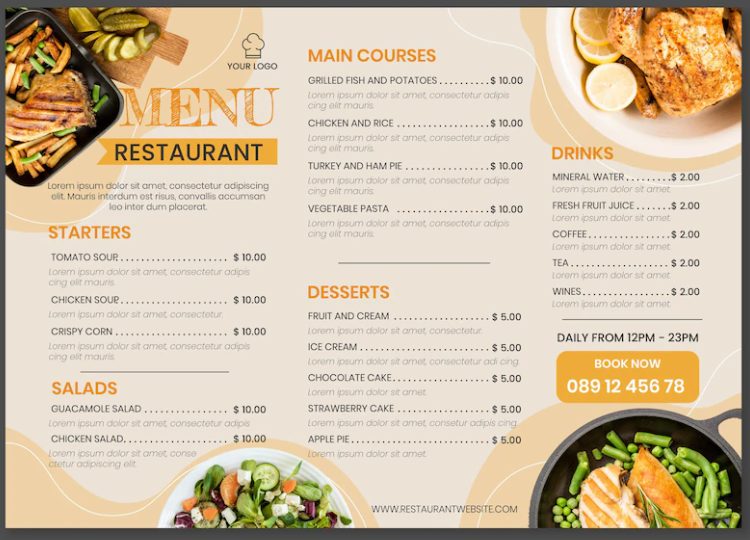 YOUR LOGO
MENU
RESTAURANT
Lorem ipsum dolor sit amet, consectetur adipiscing
elit. Mauris interdum est risus, convallis accumsan
leo inter dum placerat.
STARTERS
TOMATO SOUP ........................ $ 10.00
Lorem ipsum dolor sit amet, consectetur adipis
cing elit mauris.
CHICKEN SOUP ........................ $ 10.00
Lorem ipsum dolor sit amet, consectetur.
CRISPY CORN ........................ $ 10.00
Lorem ipsum dolor sit amet, consectetur adipis
cing elit mauris.
SALADS
GUACAMOLE SALAD .................. $ 10.00
CHICKEN SALAD ..................... $ 10.00
Lorem ipsum dolor sit amet, conse
ctetur adipiscing elit
MAIN COURSES
GRILLED FISH AND POTATOES .......... $ 10.00
Lorem ipsum dolor sit amet, consectetur adipis
cing elit mauris.
CHICKEN AND RICE .................. $ 10.00
Lorem ipsum dolor sit amet, consectetur adipis
cing elit mauris.
TURKEY AND HAM PIE ................ $ 10.00
Lorem ipsum dolor sit amet, consectetur adipis
cing elit mauris.
VEGETABLE PASTA .................. $ 10.00
Lorem ipsum dolor sit amet, consectetur adipis
cing elit mauris.
DESSERTS
FRUIT AND CREAM .................. $ 5.00
Lorem ipsum dolor sit amet, consectetur.
ICE CREAM ........................ $ 5.00
Lorem ipsum dolor sit amet, consectetur adi cing.
CHOCOLATE CAKE .................. $ 5.00
Lorem ipsum dolor sit amet.
STRAWBERRY CAKE .................. $ 5.00
Lorem ipsum dolor sit amet, consetur adipis cing.
APPLE PIE ........................ $ 5.00
Lorem ipsum dolor sit amet.
WWW.RESTAURANTWEBSITE.COM
DRINKS
MINERAL WATER .......... $ 2.00
Lorem ipsum dolor sit amet.
FRESH FRUIT JUICE ....... $ 2.00
Lorem ipsum dolor sit amet.
COFFEE .................. $ 2.00
Lorem ipsum dolor sit amet.
TEA ..................... $ 2.00
Lorem ipsum dolor sit amet.
WINES ................... $ 2.00
Lorem ipsum dolor sit amet.
DAILY FROM 12PM - 23PM
BOOK NOW
089 12 456 78